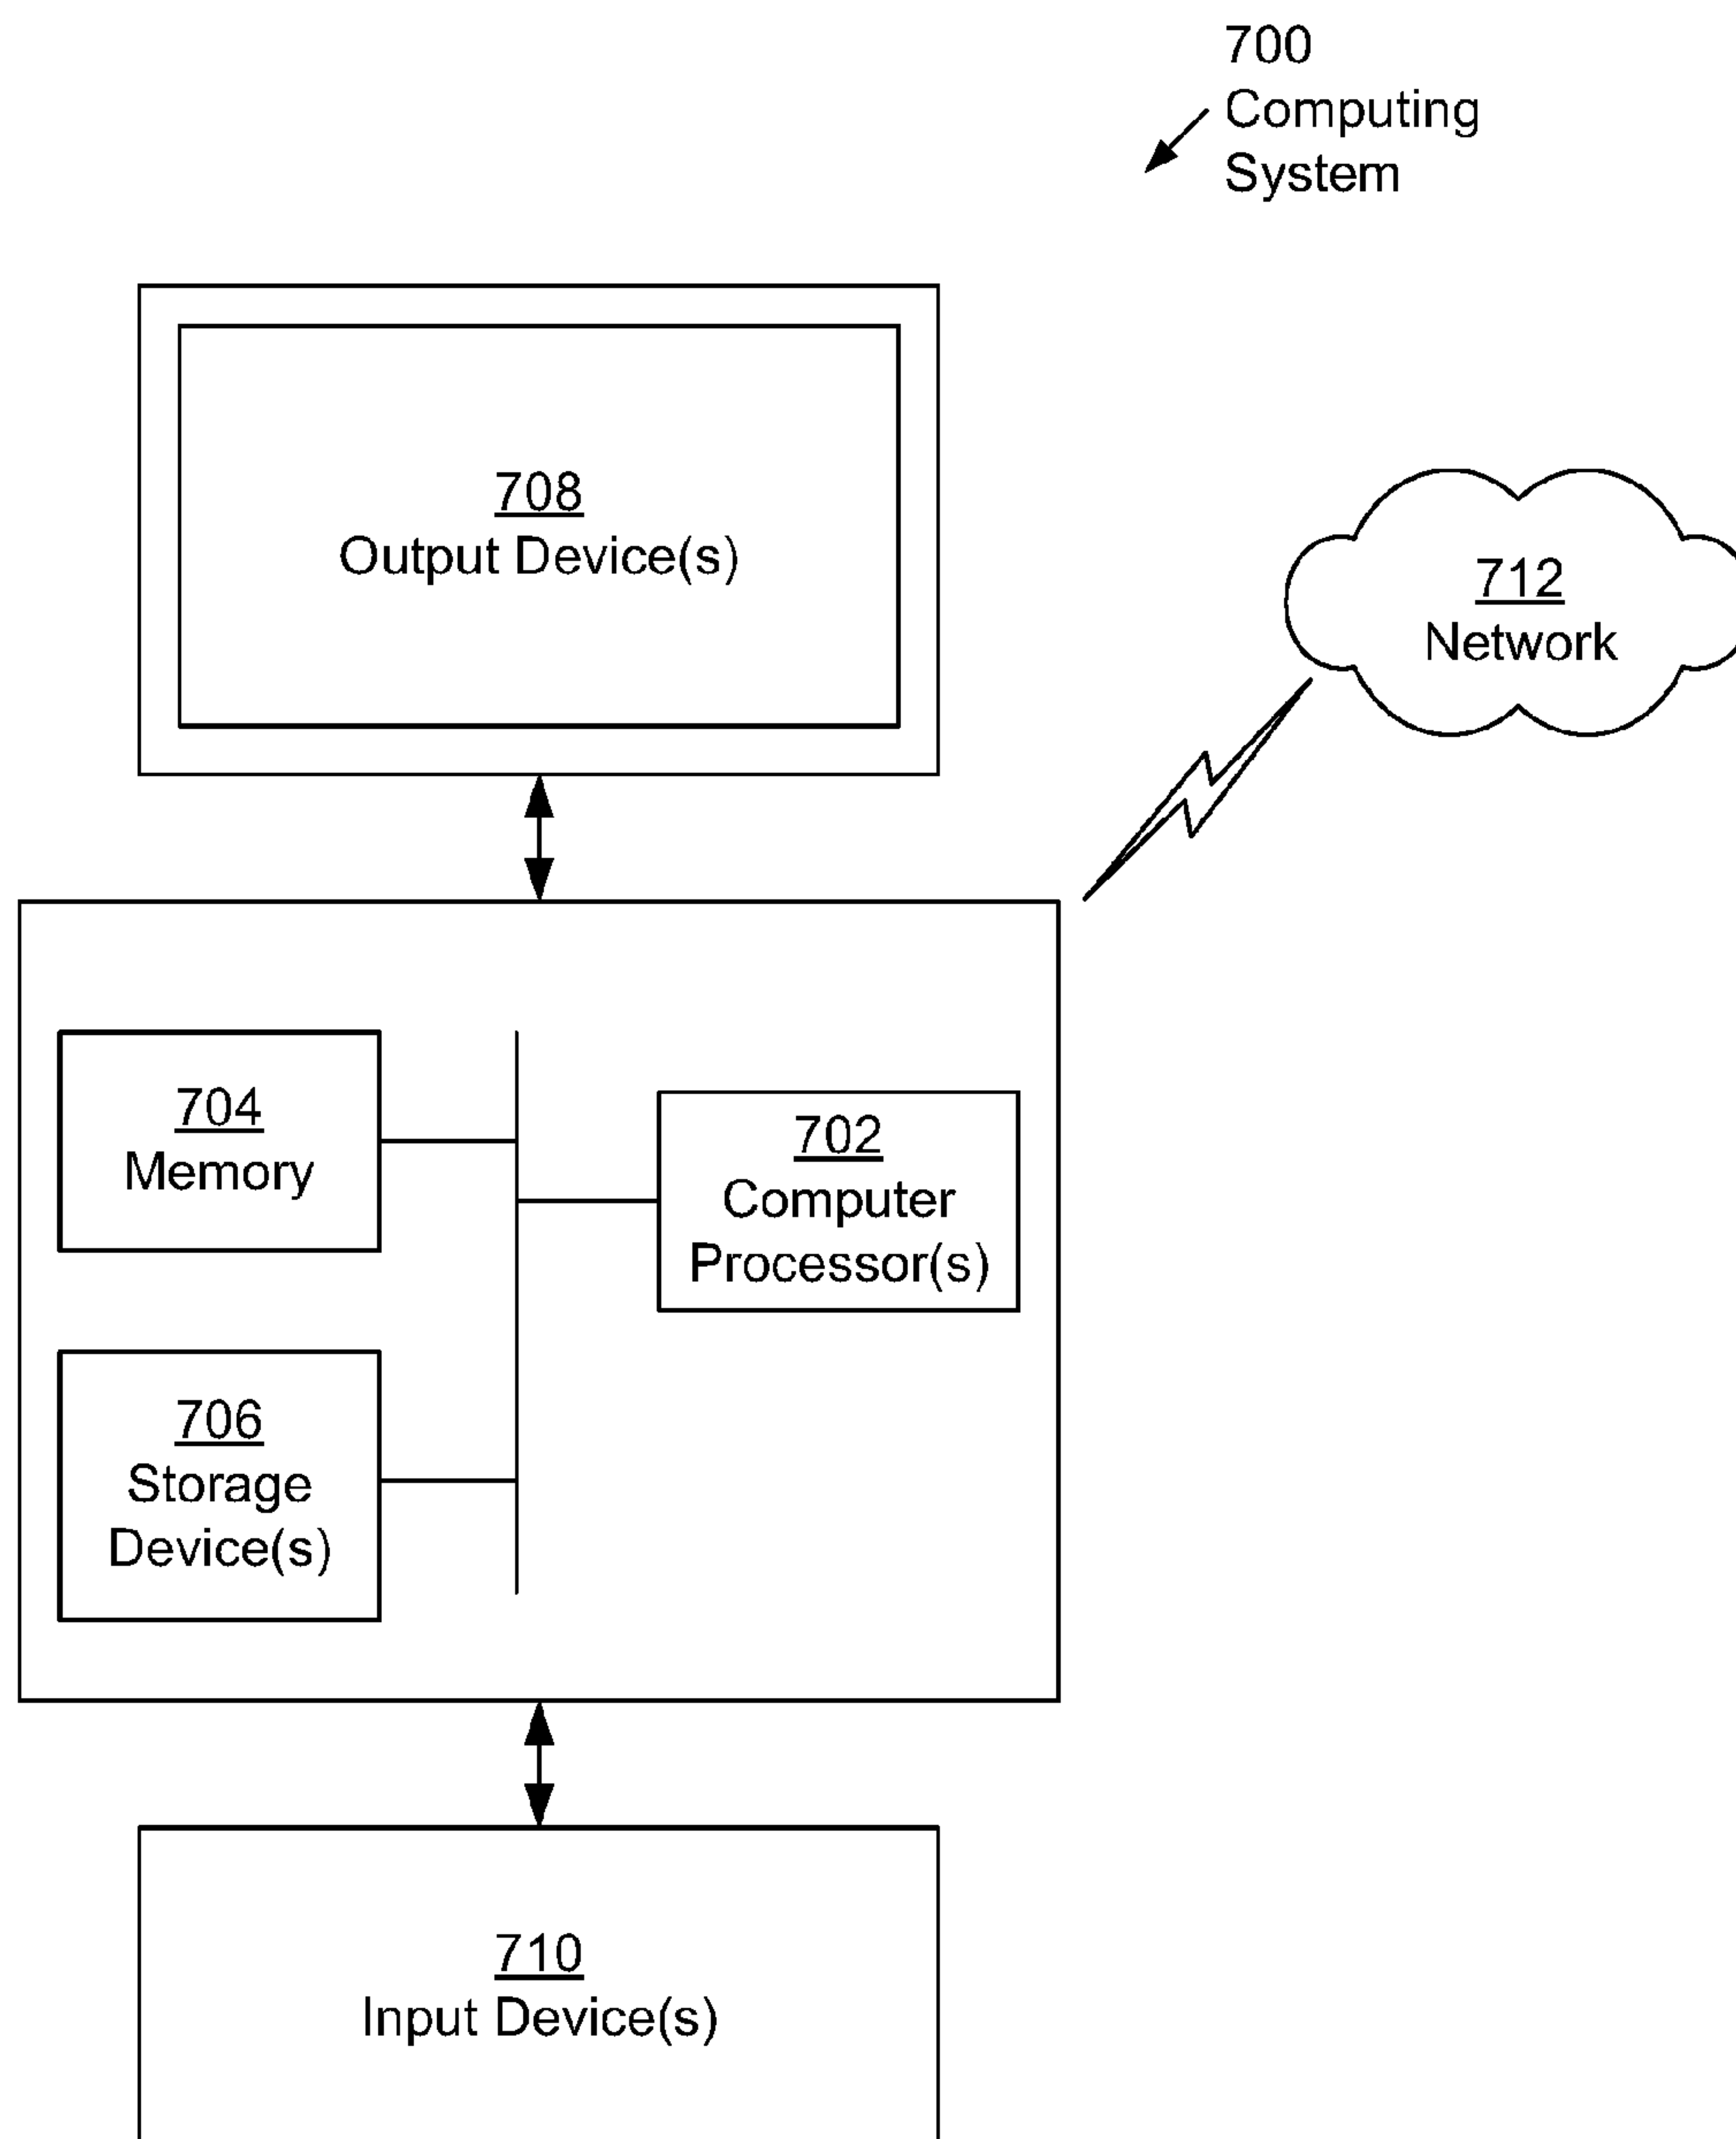 700
Computing
System
708
Output Device(s)
712
Network
704
Memory
702
Computer
Processor(s)
706
Storage
Device(s)
710
Input Device(s)